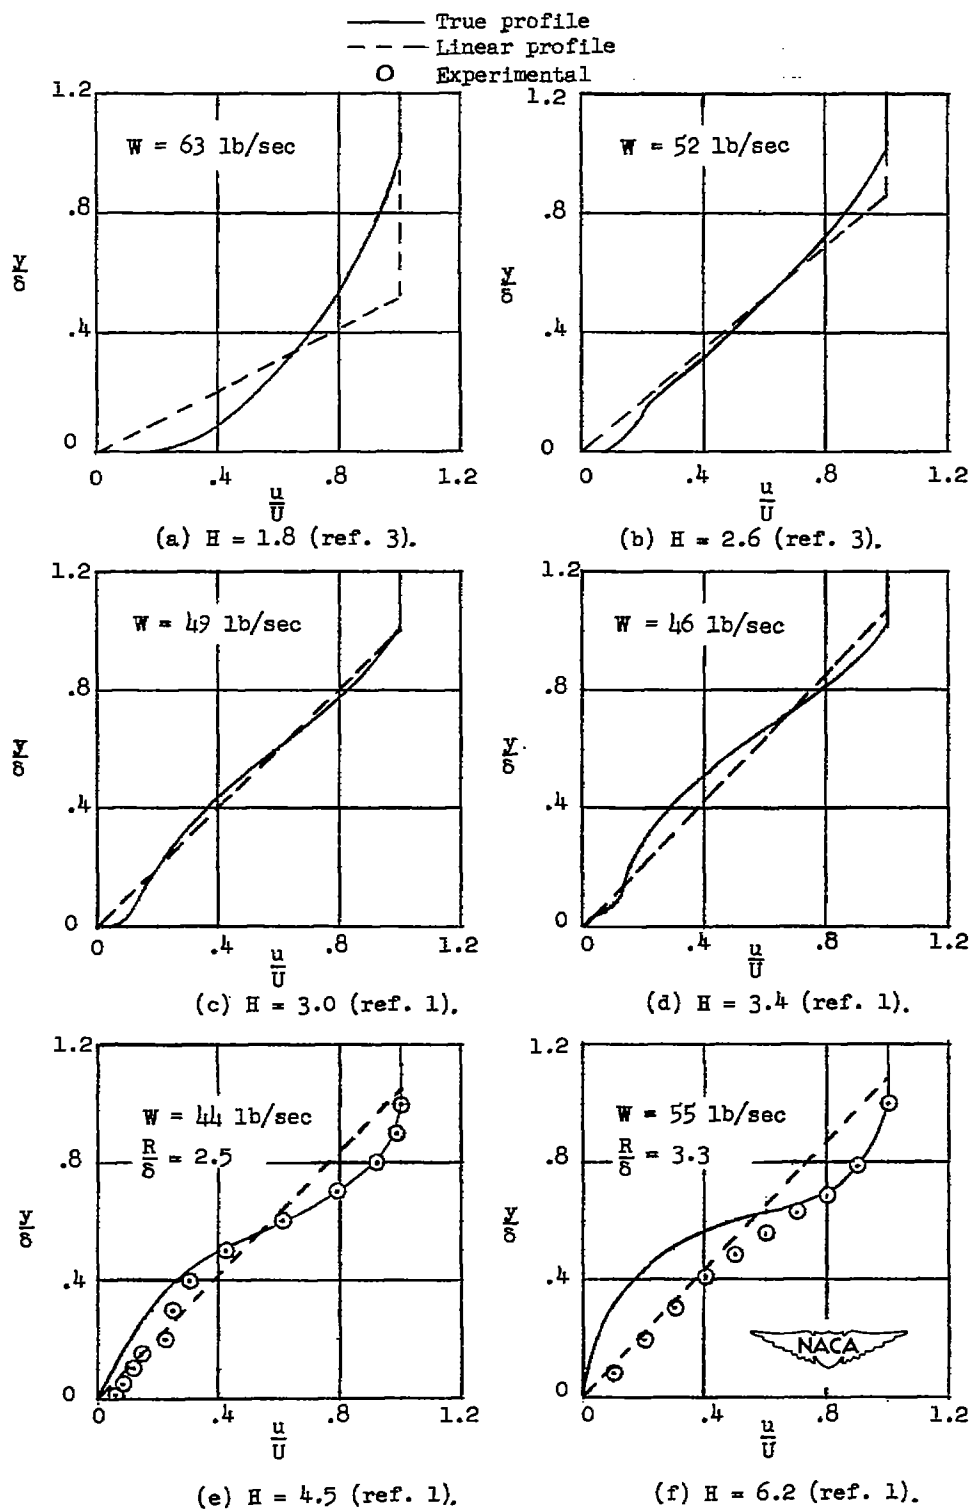 True profile
Linear profile
Experimental
1.2
W = 63 lb/sec
.8
y/δ
.4
0
0 .4 .8 1.2
u/U
(a) H = 1.8 (ref. 3).
1.2
W = 52 lb/sec
.8
y/δ
.4
0
0 .4 .8 1.2
u/U
(b) H = 2.6 (ref. 3).
1.2
W = 49 lb/sec
.8
y/δ
.4
0
0 .4 .8 1.2
u/U
(c) H = 3.0 (ref. 1).
1.2
W = 46 lb/sec
.8
y/δ
.4
0
0 .4 .8 1.2
u/U
(d) H = 3.4 (ref. 1).
1.2
W = 44 lb/sec
R/δ = 2.5
.8
y/δ
.4
0
0 .4 .8 1.2
u/U
(e) H = 4.5 (ref. 1).
1.2
W = 55 lb/sec
R/δ = 3.3
.8
y/δ
.4
NACA
0
0 .4 .8 1.2
u/U
(f) H = 6.2 (ref. 1).